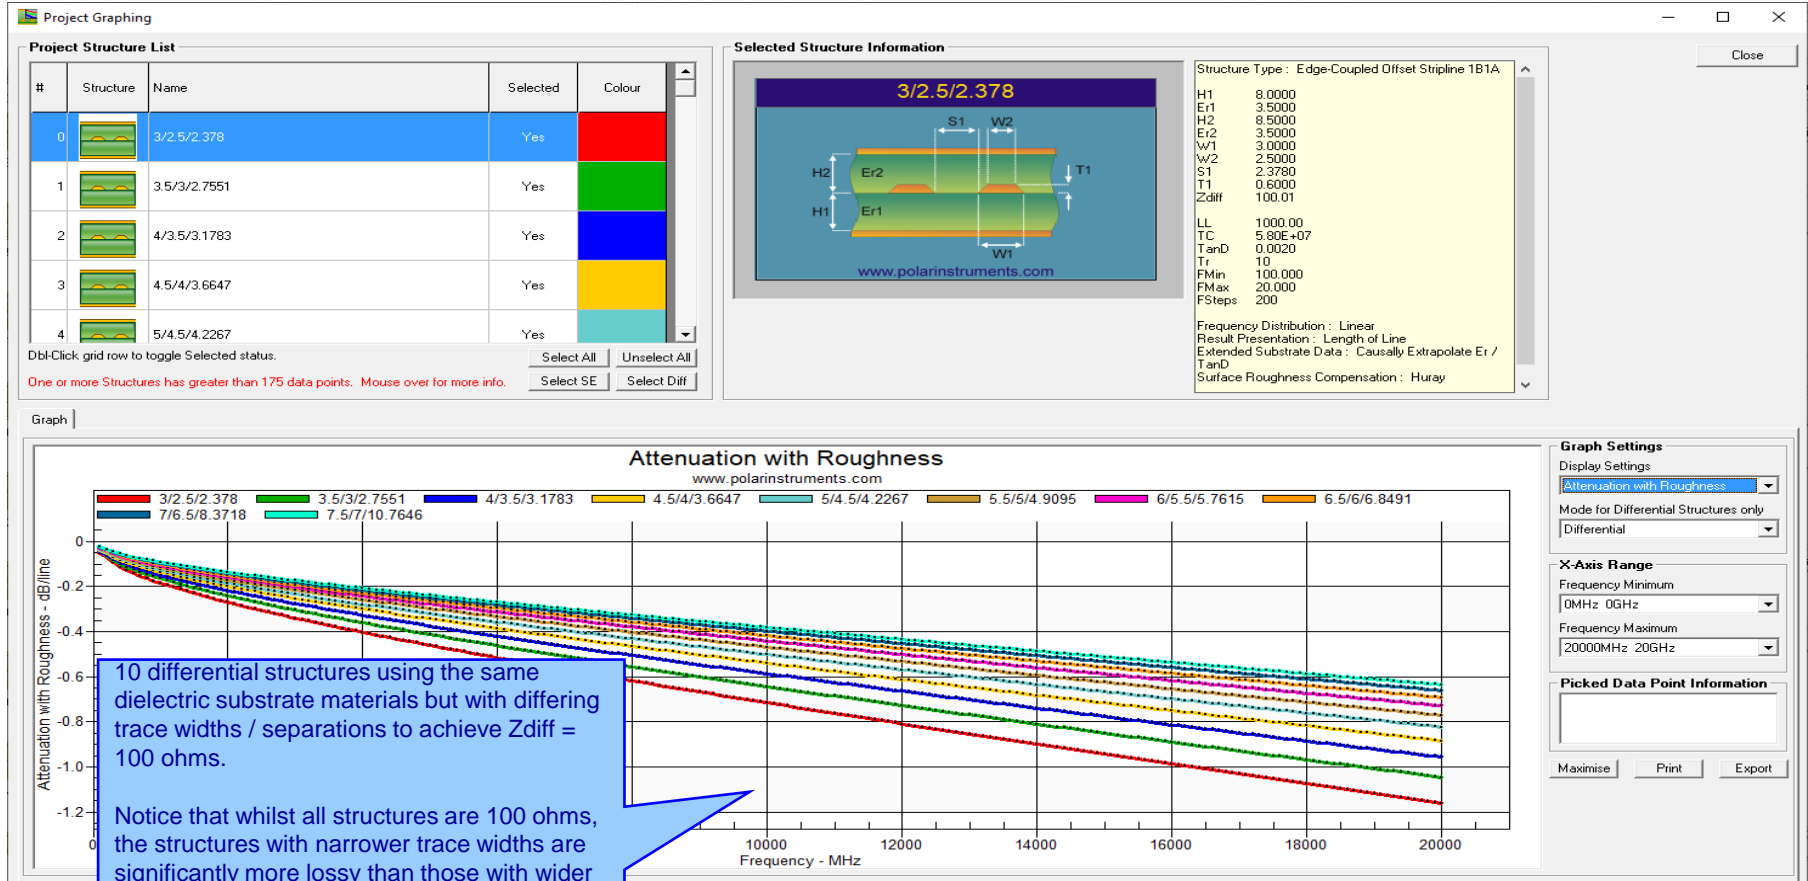 Project Graphing
Project Structure List
# Structure Name Selected Colour
0 3/2.5/2.378 Yes
1 3.5/3/2.7551 Yes
2 4/3.5/3.1783 Yes
3 4.5/4/3.6647 Yes
4 5/4.5/4.2267 Yes
Dbl-Click grid row to toggle Selected status.
Select All Unselect All
One or more Structures has greater than 175 data points. Mouse over for more info.
Select SE Select Diff
Selected Structure Information
3/2.5/2.378
S1 W2
H2 Er2 T1
H1 Er1
W1
www.polarinstruments.com
Structure Type : Edge-Coupled Offset Stripline 1B1A
H1 8.0000
Er1 3.5000
H2 8.5000
Er2 3.5000
W1 3.0000
W2 2.5000
S1 2.3780
T1 0.6000
Zdiff 100.01
LL 1000.00
TC 5.80E+07
TanD 0.0020
Tr 10
FMin 100.000
FMax 20.000
FSteps 200
Frequency Distribution : Linear
Result Presentation : Length of Line
Extended Substrate Data : Causally Extrapolate Er /
TanD
Surface Roughness Compensation : Huray
Close
Graph
Attenuation with Roughness
www.polarinstruments.com
3/2.5/2.378 3.5/3/2.7551 4/3.5/3.1783 4.5/4/3.6647 5/4.5/4.2267 5.5/5/4.9095 6/5.5/5.7615 6.5/6/6.8491
7/6.5/8.3718 7.5/7/10.7646
Attenuation with Roughness - dB/line
0
-0.2
-0.4
-0.6
-0.8
-1.0
-1.2
0 10000 12000 14000 16000 18000 20000
Frequency - MHz
10 differential structures using the same
dielectric substrate materials but with differing
trace widths / separations to achieve Zdiff =
100 ohms.
Notice that whilst all structures are 100 ohms,
the structures with narrower trace widths are
significantly more lossy than those with wider
Graph Settings
Display Settings
Attenuation with Roughness
Mode for Differential Structures only
Differential
X-Axis Range
Frequency Minimum
0MHz 0GHz
Frequency Maximum
20000MHz 20GHz
Picked Data Point Information
Maximise Print Export